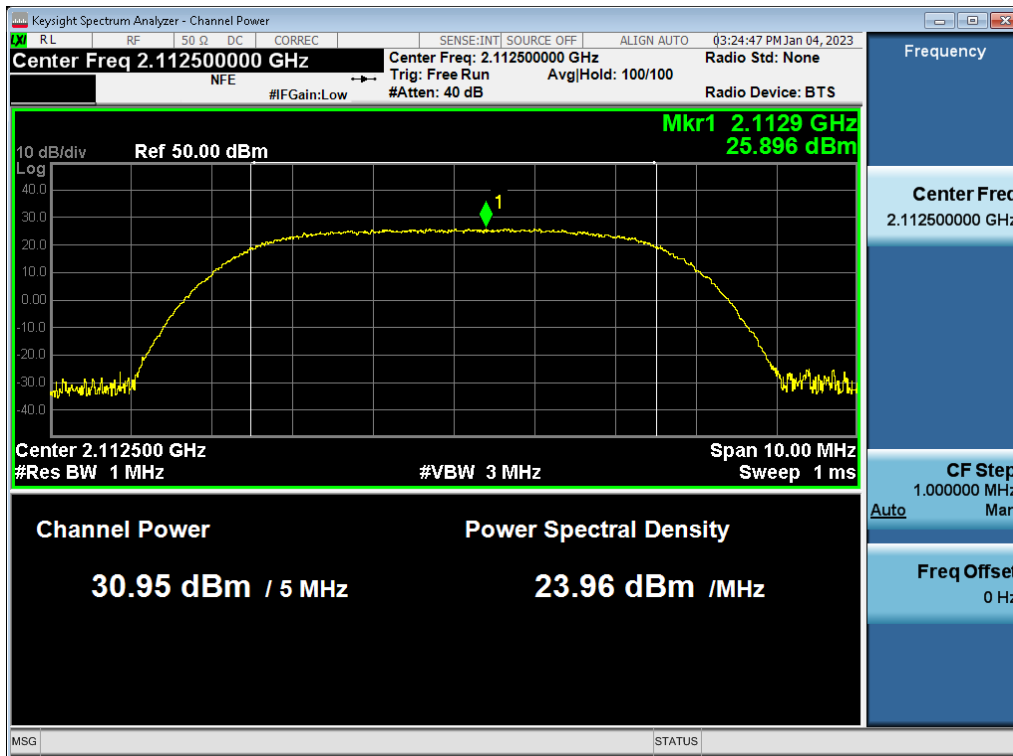 Keysight Spectrum Analyzer - Channel Power
LXI RL RF 50 Ω DC CORREC SENSE:INT SOURCE OFF ALIGN AUTO 03:24:47 PM Jan 04, 2023
Center Freq 2.112500000 GHz
NFE
#IFGain:Low
Center Freq: 2.112500000 GHz
Trig: Free Run Avg|Hold: 100/100
#Atten: 40 dB
Radio Std: None
Radio Device: BTS
Mkr1 2.1129 GHz
25.896 dBm
10 dB/div Ref 50.00 dBm
Log
40.0
30.0
20.0
10.0
0.00
-10.0
-20.0
-30.0
-40.0
1
Center 2.112500 GHz Span 10.00 MHz
#Res BW 1 MHz #VBW 3 MHz Sweep 1 ms
Channel Power Power Spectral Density
30.95 dBm / 5 MHz 23.96 dBm /MHz
Frequency
Center Freq
2.112500000 GHz
CF Step
1.000000 MHz
Auto Man
Freq Offset
0 Hz
MSG STATUS